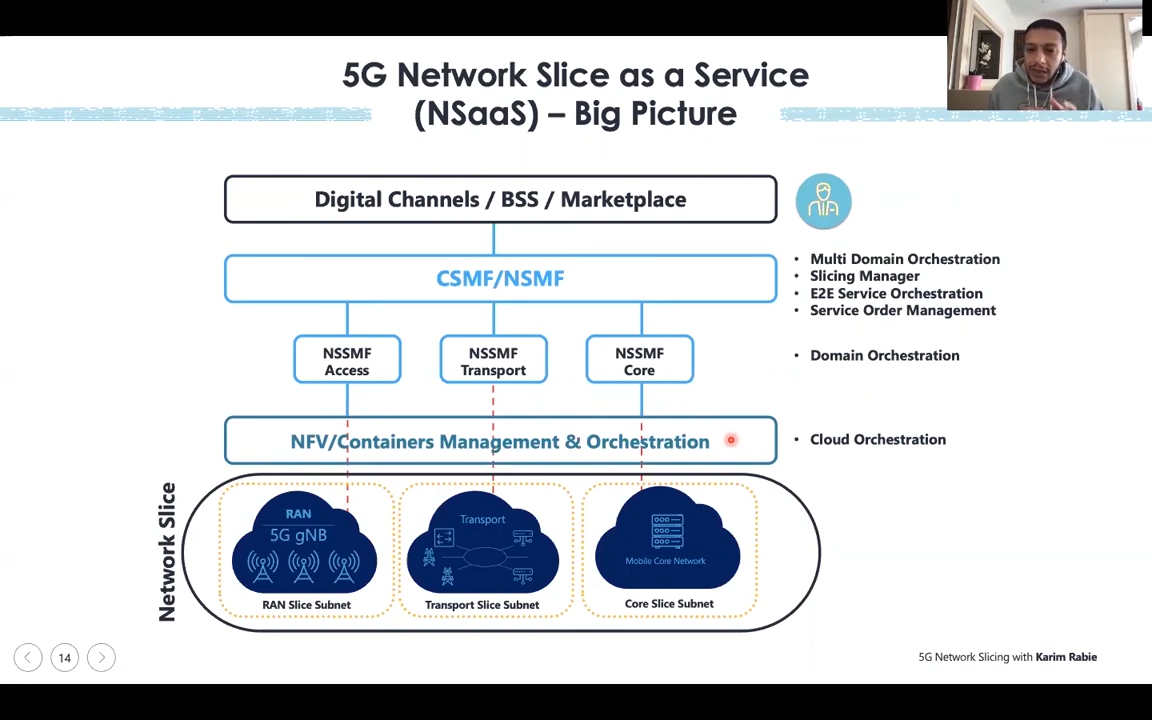 5G Network Slice as a Service
(NSaaS) – Big Picture
Digital Channels / BSS / Marketplace
CSMF/NSMF
• Multi Domain Orchestration
• Slicing Manager
• E2E Service Orchestration
• Service Order Management
NSSMF
Access
NSSMF
Transport
NSSMF
Core
• Domain Orchestration
NFV/Containers Management & Orchestration
• Cloud Orchestration
Network Slice
RAN
5G gNB
RAN Slice Subnet
Transport
Transport Slice Subnet
Mobile Core Network
Core Slice Subnet
14
5G Network Slicing with Karim Rabie